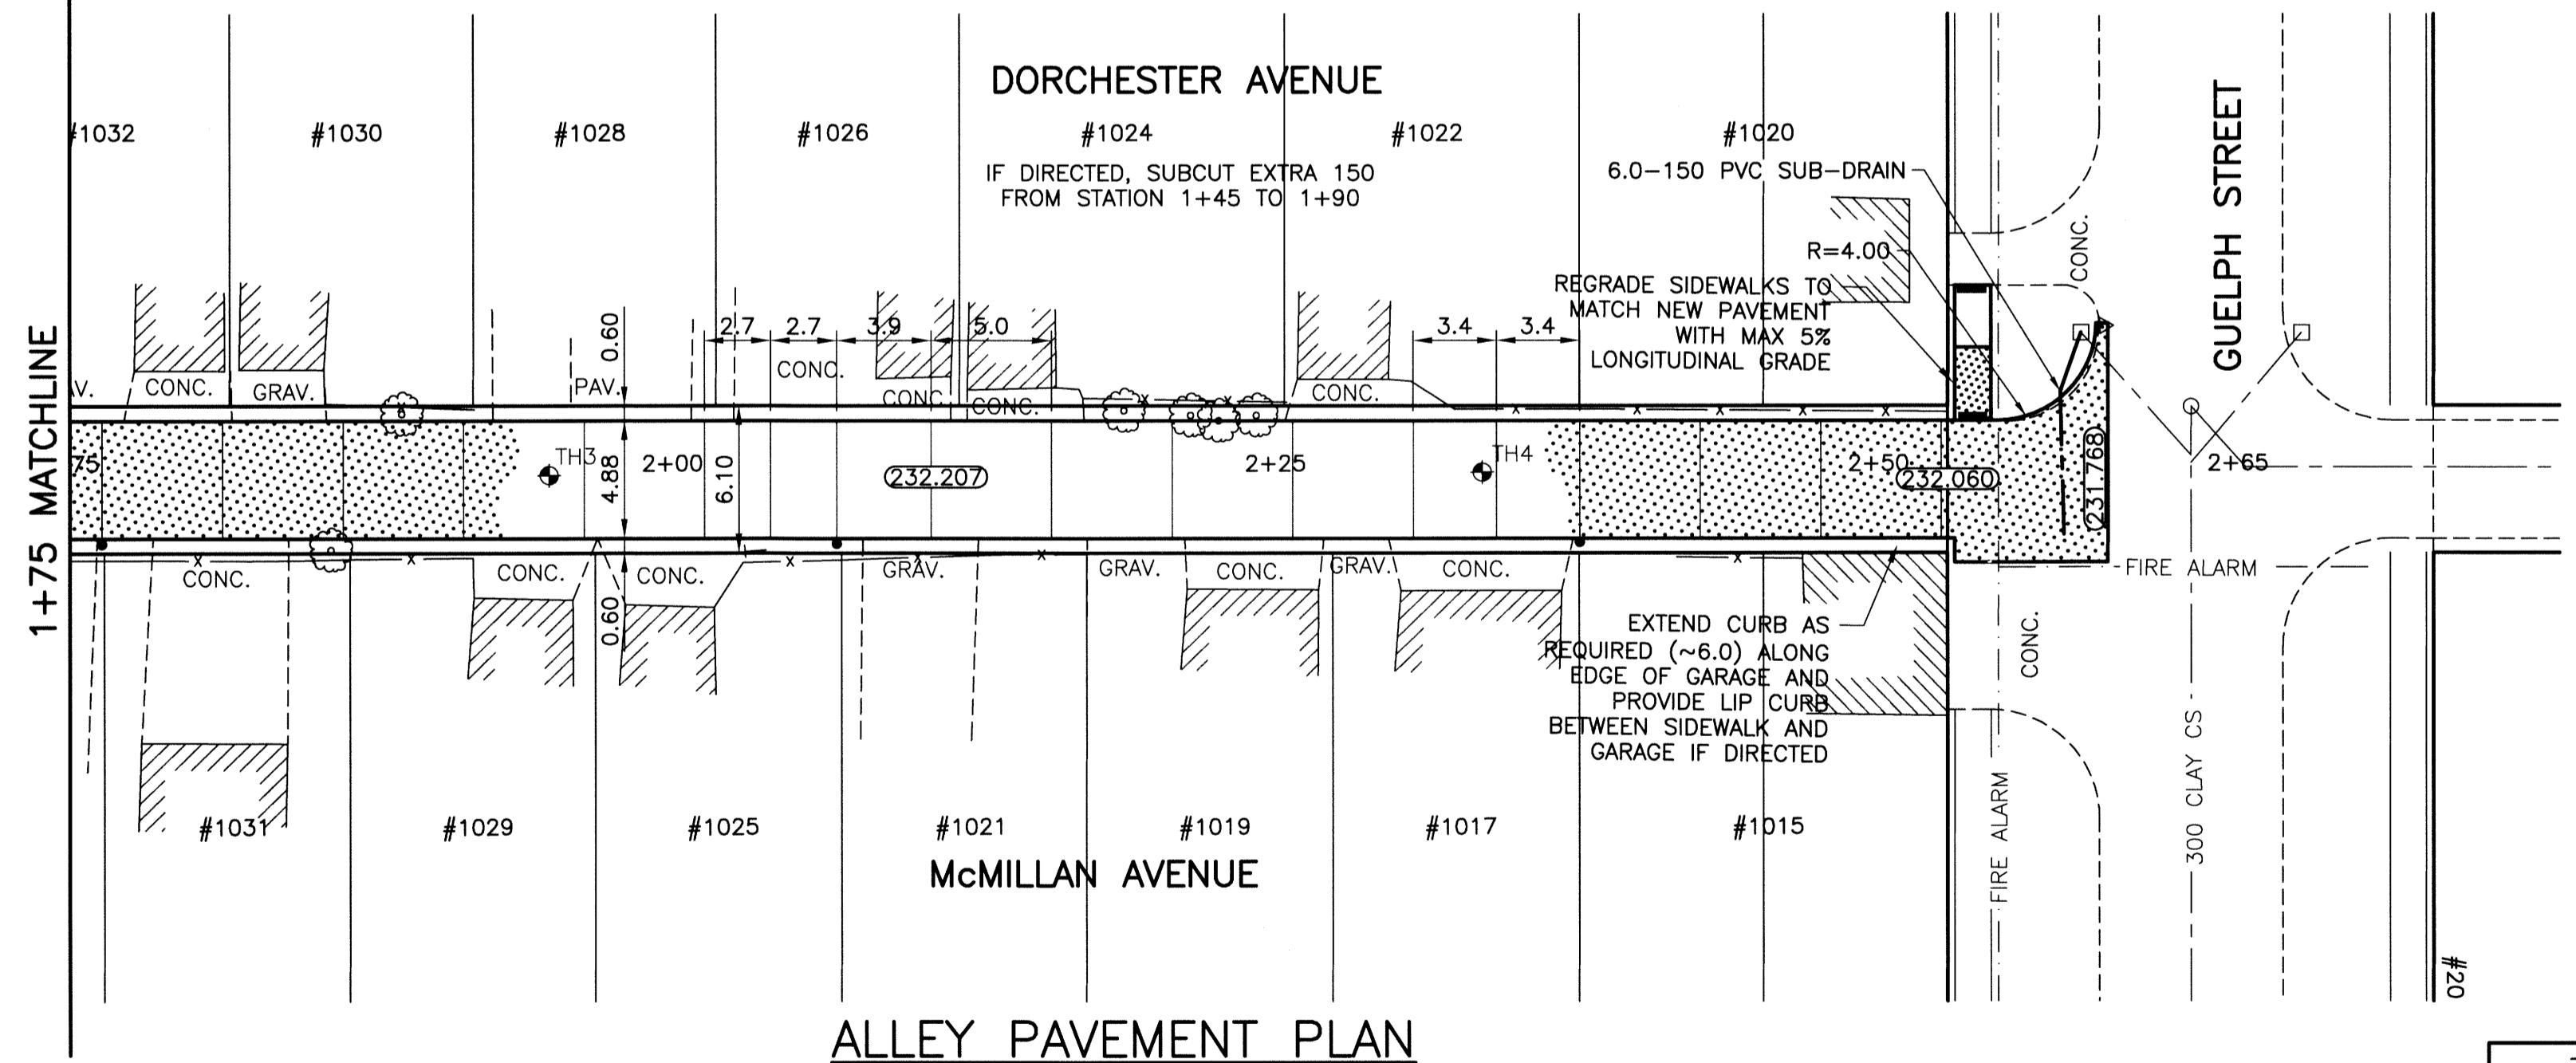 DORCHESTER AVENUE
#1032
#1030
#1028
#1026
#1024
#1022
#1020
IF DIRECTED, SUBCUT EXTRA 150
FROM STATION 1+45 TO 1+90
6.0-150 PVC SUB-DRAIN
R=4.00
REGRADE SIDEWALKS TO
MATCH NEW PAVEMENT
WITH MAX 5%
LONGITUDINAL GRADE
GUELPH STREET
CONC.
1+75 MATCHLINE
V.
CONC.
GRAV.
PAV.
0.60
2.7
2.7
3.9
5.0
CONC.
CONC.
CONC.
CONC.
3.4
3.4
x
x
x
x
x
x
x
75
TH3
4.88
2+00
6.10
232.207
2+25
TH4
2+50
232.060
231.768
2+65
x
x
x
x
x
x
CONC.
CONC.
0.60
CONC.
GRAV.
GRAV.
CONC.
GRAV.
CONC.
FIRE ALARM
EXTEND CURB AS
REQUIRED (~6.0) ALONG
EDGE OF GARAGE AND
PROVIDE LIP CURB
BETWEEN SIDEWALK AND
GARAGE IF DIRECTED
CONC.
FIRE ALARM
300 CLAY CS
#1031
#1029
#1025
#1021
#1019
#1017
#1015
McMILLAN AVENUE
#20
ALLEY PAVEMENT PLAN